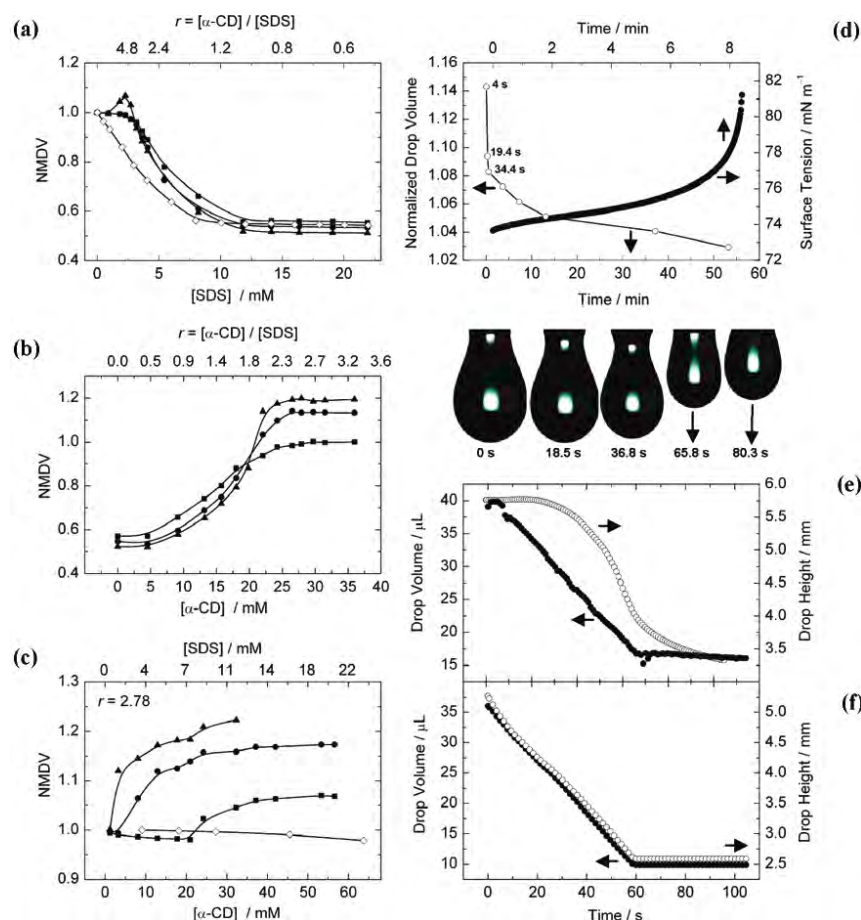 (a)
r = [α-CD] / [SDS]
4.8 2.4 1.2 0.8 0.6
NMDV
1.4
1.2
1.0
0.8
0.6
0.4
0 5 10 15 20
[SDS] / mM
(d)
Time / min
0 2 4 6 8
Normalized Drop Volume
1.16
1.14
1.12
1.10
1.08
1.06
1.04
1.02
4 s
19.4 s
34.4 s
82
80
78
76
74
72
Surface Tension / mN m⁻¹
0 10 20 30 40 50 60
Time / min
(b)
r = [α-CD] / [SDS]
0.0 0.4 0.9 1.3 1.8 2.2 2.7 3.1 3.6
NMDV
1.2
1.0
0.8
0.6
0.4
0 5 10 15 20 25 30 35 40
[α-CD] / mM
0 s 18.5 s 36.8 s 65.8 s 80.3 s
(c)
[SDS] / mM
0 4 7 11 14 18 22
r = 2.78
NMDV
1.3
1.2
1.1
1.0
0.9
0 10 20 30 40 50 60
[α-CD] / mM
(e)
Drop Volume / μL
40
35
30
25
20
15
6.0
5.5
5.0
4.5
4.0
3.5
Drop Height / mm
(f)
Drop Volume / μL
35
30
25
20
15
10
5.0
4.5
4.0
3.5
3.0
2.5
Drop Height / mm
0 20 40 60 80 100
Time / s